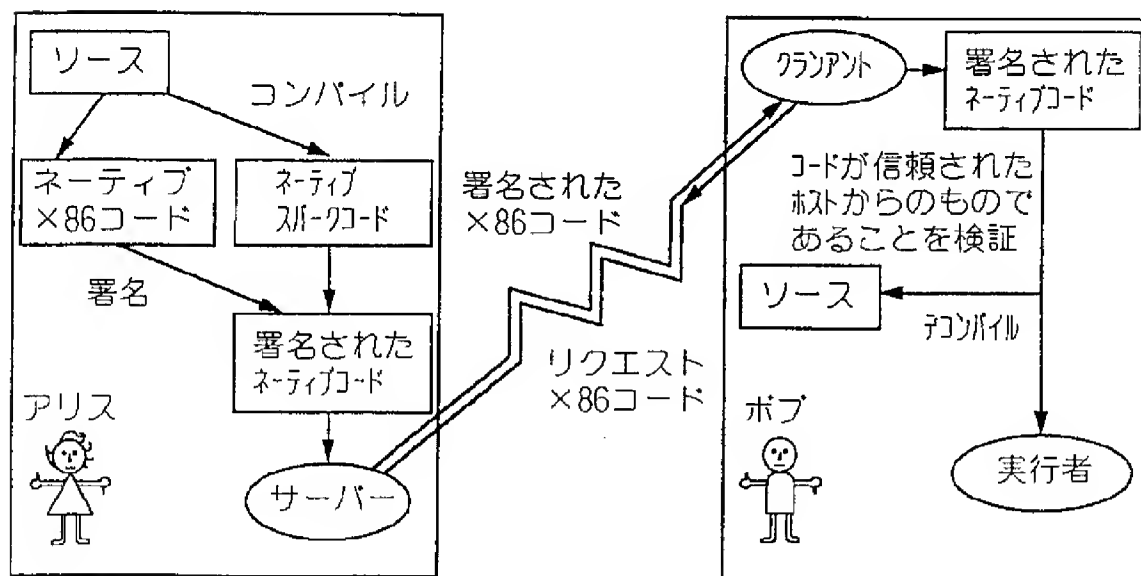 ソース
コンパイル
ネーティブ
×86コード
ネーティブ
スパークコード
署名
署名された
ネーティブコード
アリス
サーバー
署名された
×86コード
リクエスト
×86コード
クランアント
署名された
ネーティブコード
コードが信頼された
ホストからのもので
あることを検証
ソース
デコンパイル
ボブ
実行者